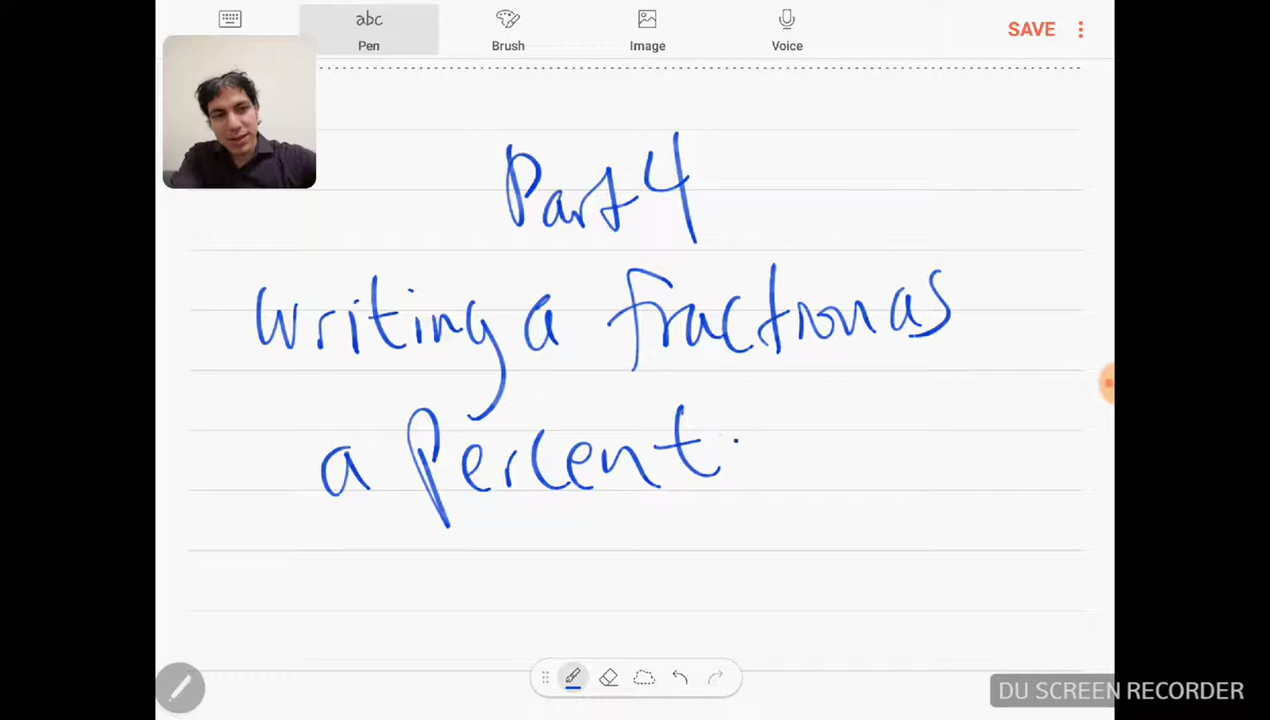 abc
Pen
Brush
Image
Voice
SAVE
Part 4
writing a fraction as
a Percent.
DU SCREEN RECORDER